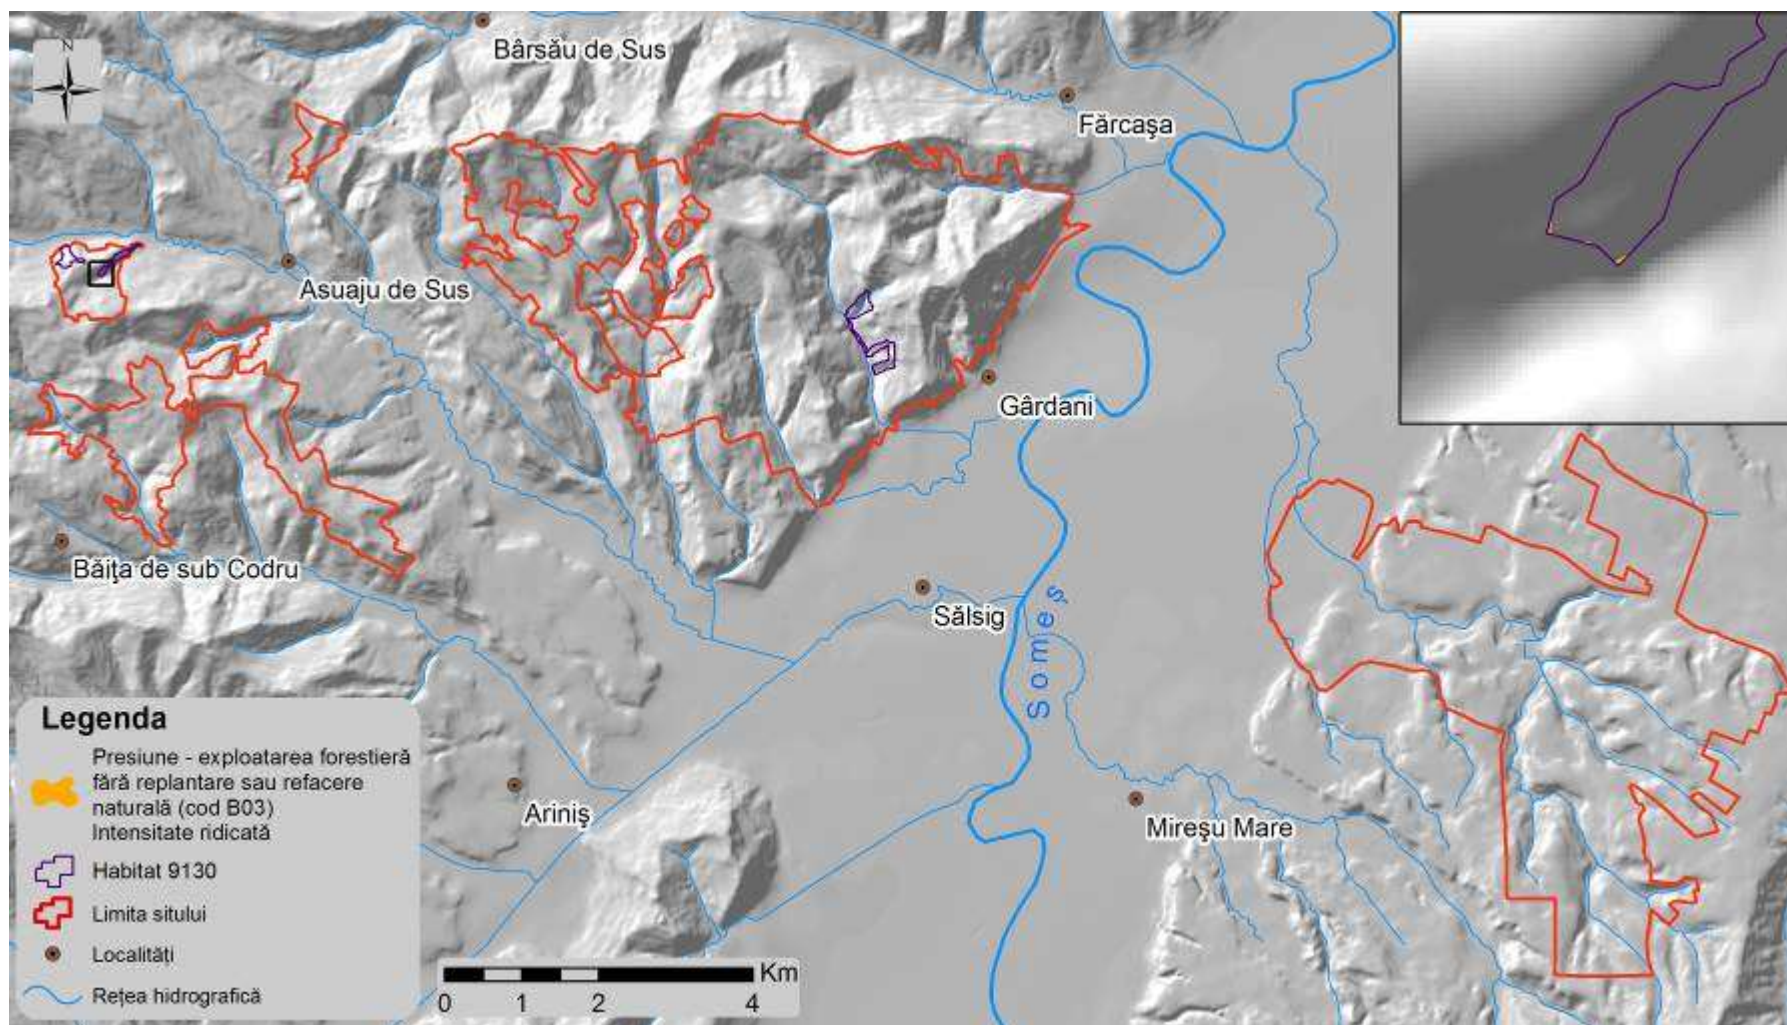 N
Bârsău de Sus
Fărcaşa
Asuaju de Sus
Gârdani
Băiţa de sub Codru
Sălsig
Someş
Ariniş
Mireşu Mare
Legenda
Presiune - exploatarea forestieră
fără replantare sau refacere
naturală (cod B03)
Intensitate ridicată
Habitat 9130
Limita sitului
Localităţi
Reţea hidrografică
Km
0 1 2 4